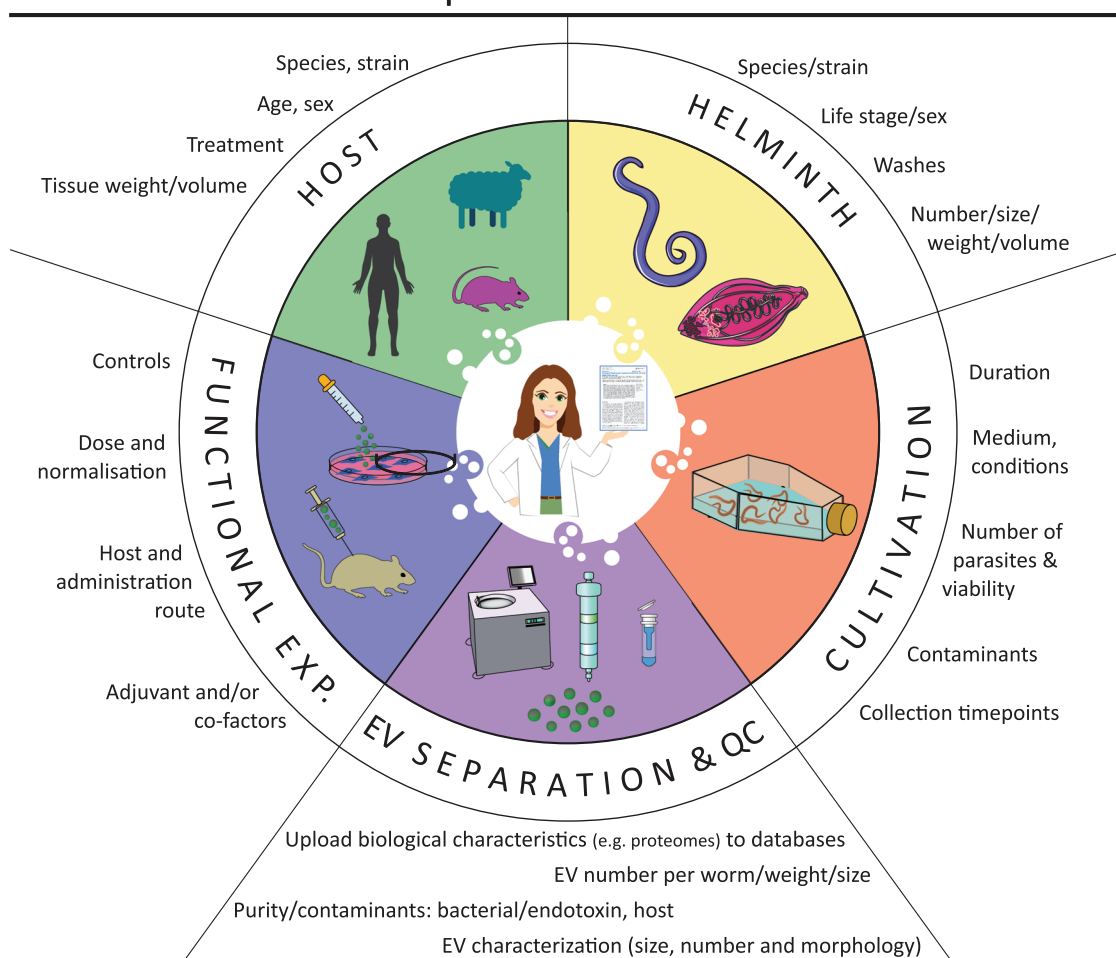 HOST
Species, strain
Age, sex
Treatment
Tissue weight/volume
HELMINTH
Species/strain
Life stage/sex
Washes
Number/size/
weight/volume
CULTIVATION
Duration
Medium,
conditions
Number of
parasites &
viability
Contaminants
Collection timepoints
EV SEPARATION & QC
Upload biological characteristics (e.g. proteomes) to databases
EV number per worm/weight/size
Purity/contaminants: bacterial/endotoxin, host
EV characterization (size, number and morphology)
FUNCTIONAL EXP.
Controls
Dose and
normalisation
Host and
administration
route
Adjuvant and/or
co-factors